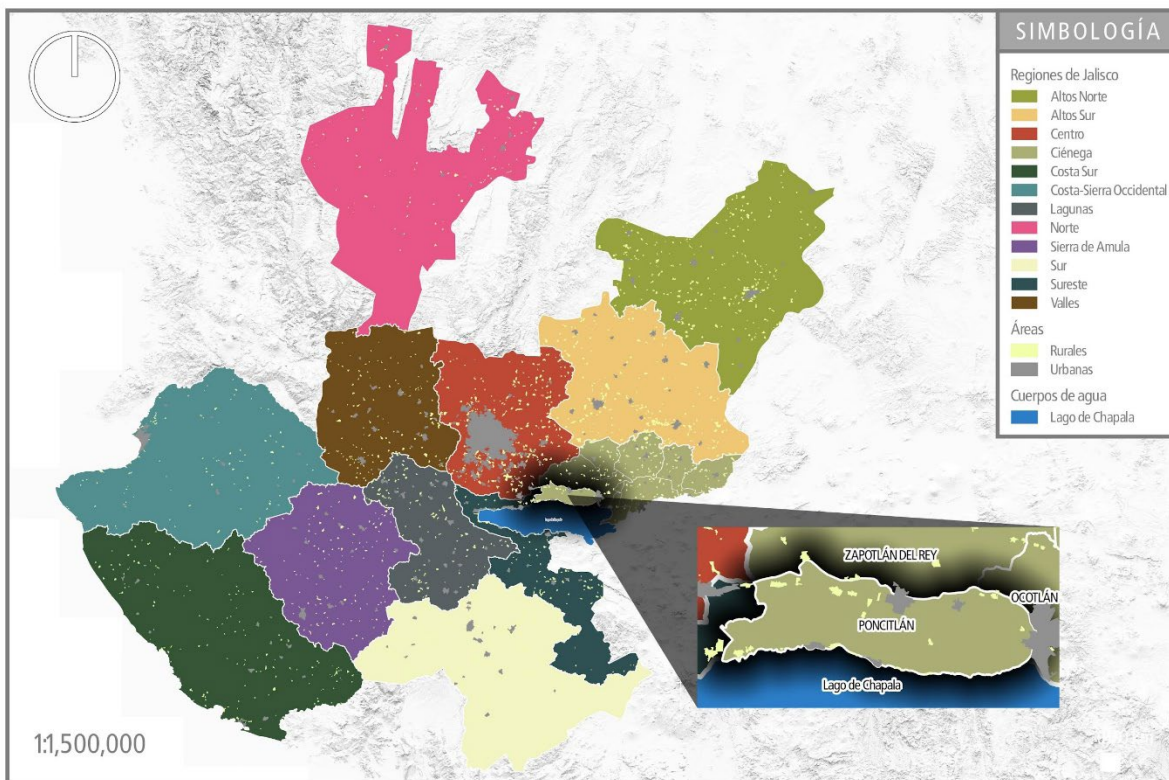 SIMBOLOGÍA
Regiones de Jalisco
Altos Norte
Altos Sur
Centro
Ciénega
Costa Sur
Costa-Sierra Occidental
Lagunas
Norte
Sierra de Amula
Sur
Sureste
Valles
Áreas
Rurales
Urbanas
Cuerpos de agua
Lago de Chapala
ZAPOTLÁN DEL REY
OCOTLÁN
PONCITLÁN
Lago de Chapala
1:1,500,000